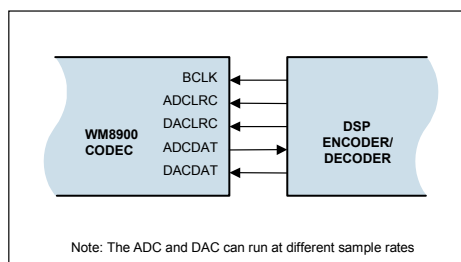 BCLK
ADCLRC
DACLRC
ADCDAT
DACDAT
WM8900
CODEC
DSP
ENCODER/
DECODER
Note: The ADC and DAC can run at different sample rates